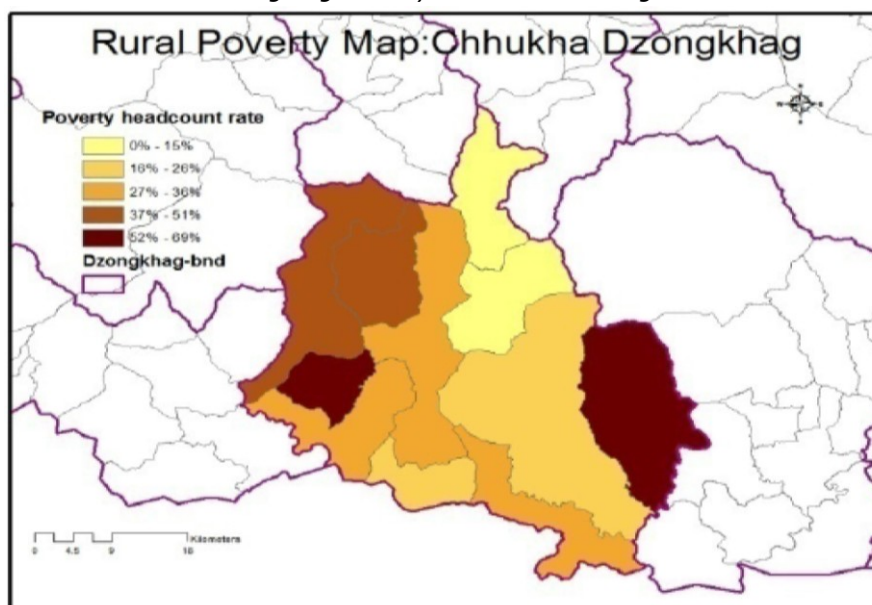 Rural Poverty Map:Chhukha Dzongkhag
Poverty headcount rate
0% - 15%
16% - 26%
27% - 36%
37% - 51%
52% - 69%
Dzongkhag-bnd
0 4.5 9 18 Kilometers